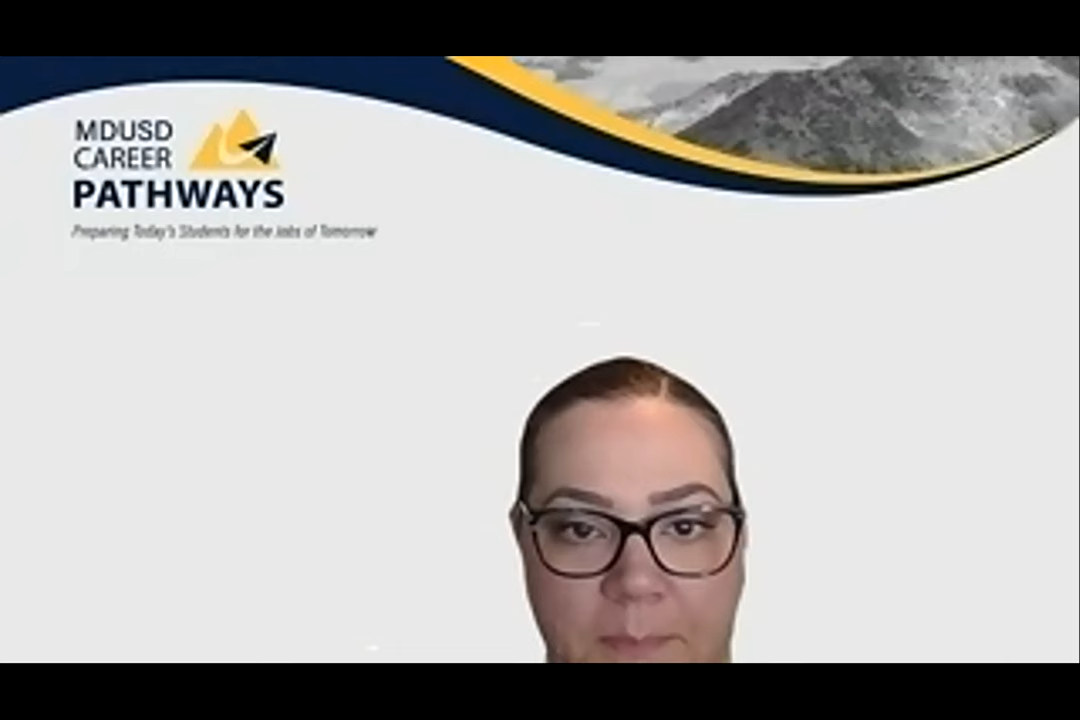 MDUSD
CAREER
PATHWAYS
Preparing Today's Students for the Jobs of Tomorrow